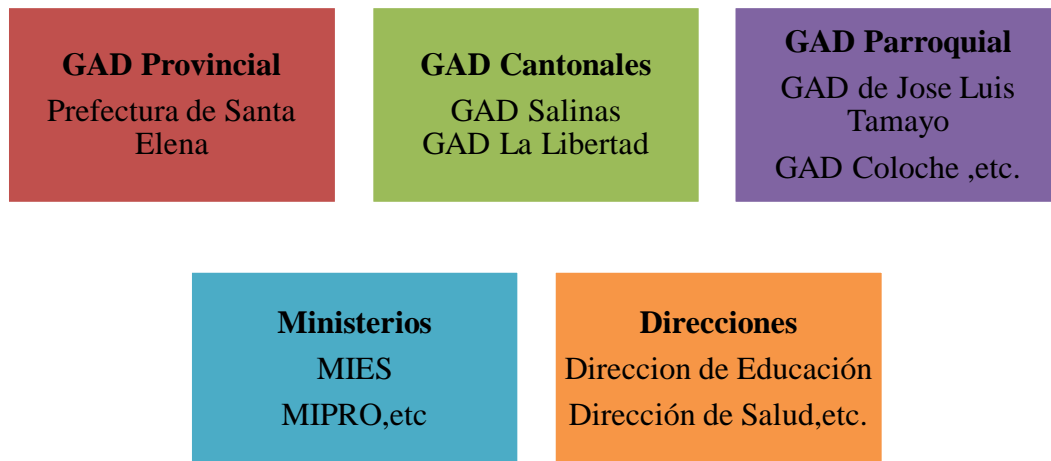 GAD Provincial
Prefectura de Santa
Elena
GAD Cantonales
GAD Salinas
GAD La Libertad
GAD Parroquial
GAD de Jose Luis
Tamayo
GAD Coloche ,etc.
Ministerios
MIES
MIPRO,etc
Direcciones
Direccion de Educación
Dirección de Salud,etc.